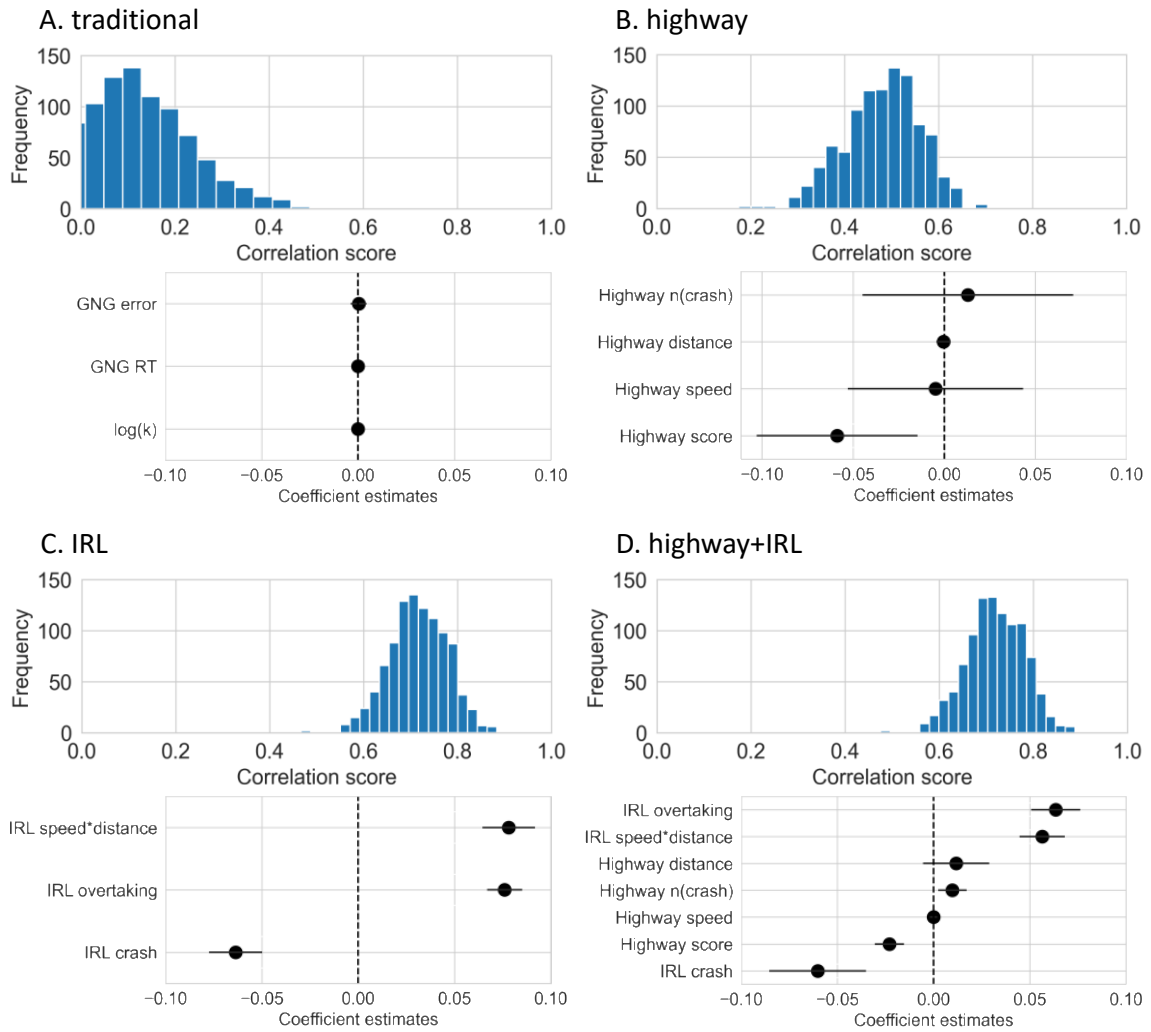 A. traditional
150
100
50
0
Frequency
0.0 0.2 0.4 0.6 0.8 1.0
Correlation score
GNG error
GNG RT
log(k)
−0.10 −0.05 0.00 0.05 0.10
Coefficient estimates
B. highway
150
100
50
0
Frequency
0.0 0.2 0.4 0.6 0.8 1.0
Correlation score
Highway n(crash)
Highway distance
Highway speed
Highway score
−0.10 −0.05 0.00 0.05 0.10
Coefficient estimates
C. IRL
150
100
50
0
Frequency
0.0 0.2 0.4 0.6 0.8 1.0
Correlation score
IRL speed*distance
IRL overtaking
IRL crash
−0.10 −0.05 0.00 0.05 0.10
Coefficient estimates
D. highway+IRL
150
100
50
0
Frequency
0.0 0.2 0.4 0.6 0.8 1.0
Correlation score
IRL overtaking
IRL speed*distance
Highway distance
Highway n(crash)
Highway speed
Highway score
IRL crash
−0.10 −0.05 0.00 0.05 0.10
Coefficient estimates